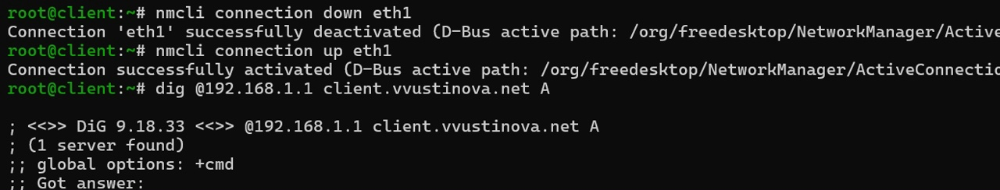 root@client:~# nmcli connection down eth1
Connection 'eth1' successfully deactivated (D-Bus active path: /org/freedesktop/NetworkManager/Active
root@client:~# nmcli connection up eth1
Connection successfully activated (D-Bus active path: /org/freedesktop/NetworkManager/ActiveConnectio
root@client:~# dig @192.168.1.1 client.vvustinova.net A

; <<>> DiG 9.18.33 <<>> @192.168.1.1 client.vvustinova.net A
; (1 server found)
;; global options: +cmd
;; Got answer: